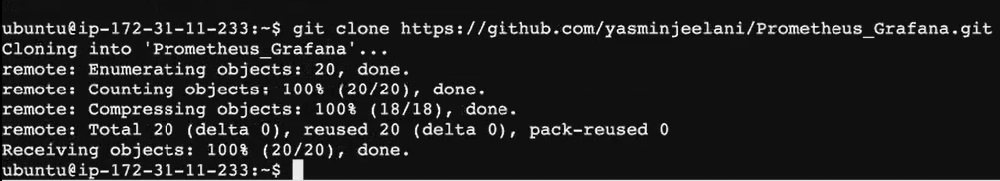 ubuntu@ip-172-31-11-233:~$ git clone https://github.com/yasminjeelani/Prometheus_Grafana.git
Cloning into 'Prometheus_Grafana'...
remote: Enumerating objects: 20, done.
remote: Counting objects: 100% (20/20), done.
remote: Compressing objects: 100% (18/18), done.
remote: Total 20 (delta 0), reused 20 (delta 0), pack-reused 0
Receiving objects: 100% (20/20), done.
ubuntu@ip-172-31-11-233:~$